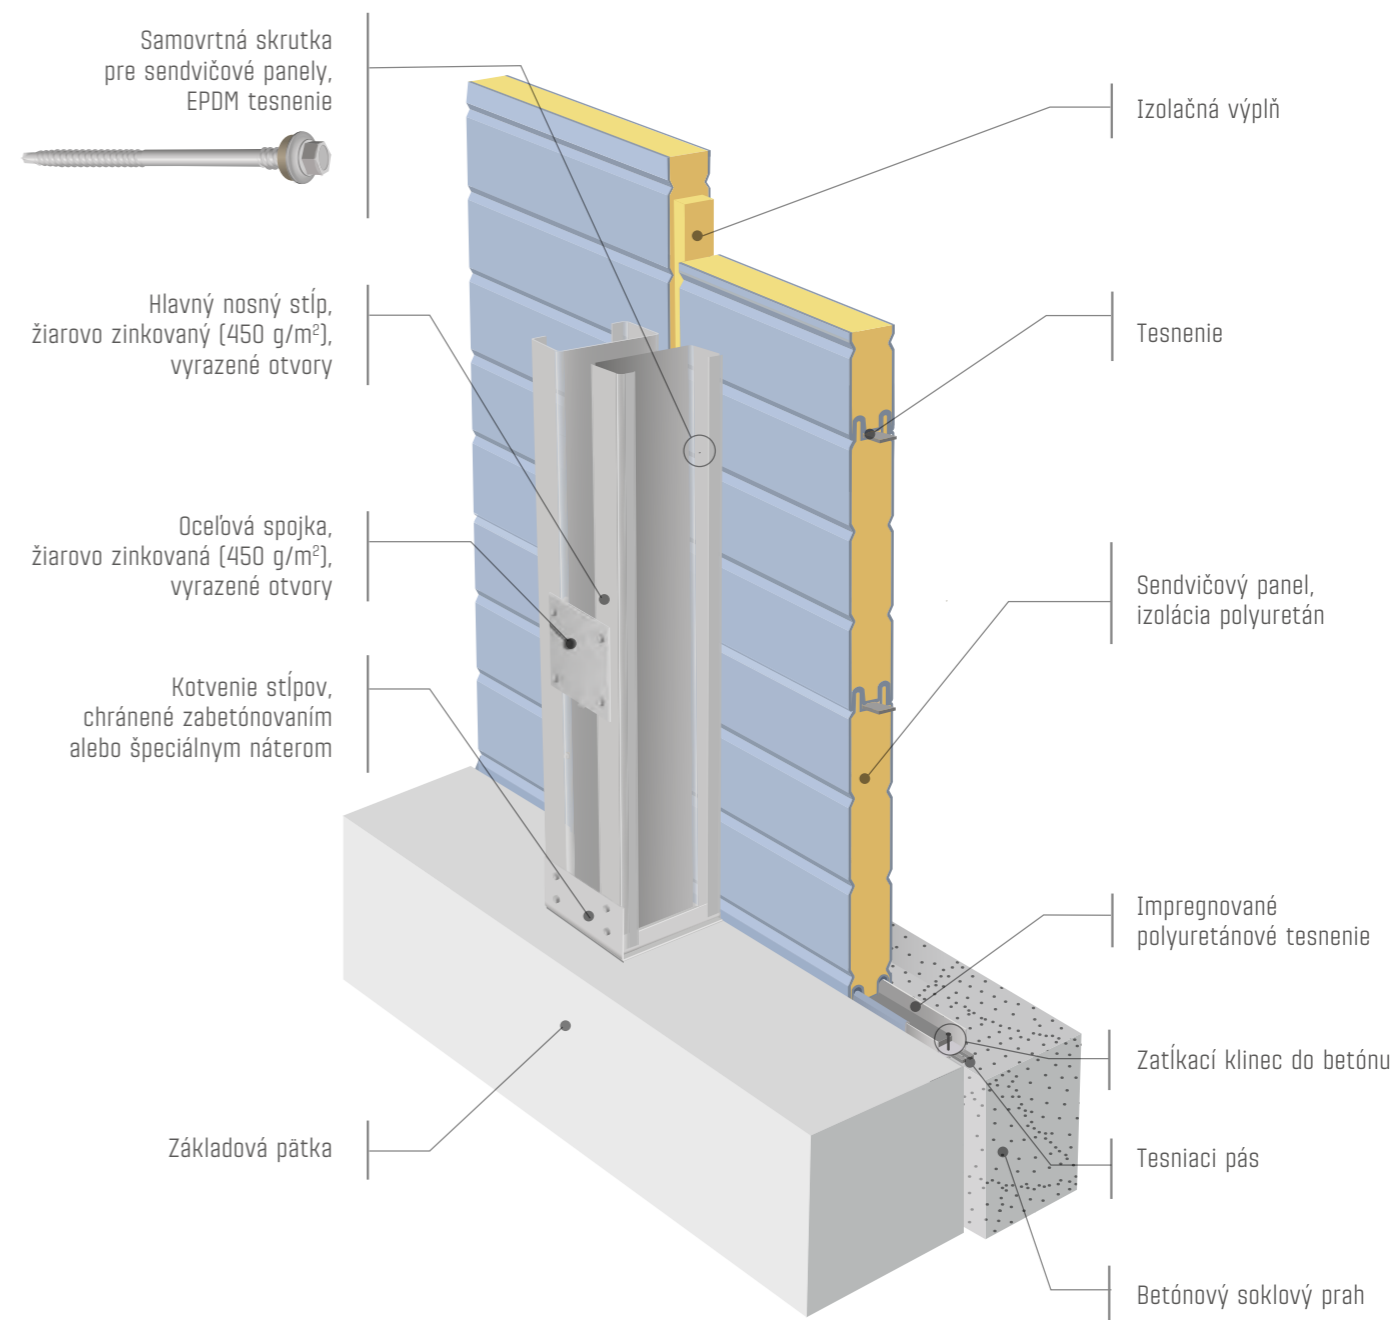 Samovrtná skrutka
pre sendvičové panely,
EPDM tesnenie
Hlavný nosný stĺp,
žiarovo zinkovaný (450 g/m²),
vyrazené otvory
Oceľová spojka,
žiarovo zinkovaná (450 g/m²),
vyrazené otvory
Kotvenie stĺpov,
chránené zabetónovaním
alebo špeciálnym náterom
Základová pätka
Izolačná výplň
Tesnenie
Sendvičový panel,
izolácia polyuretán
Impregnované
polyuretánové tesnenie
Zatĺkací klinec do betónu
Tesniaci pás
Betónový soklový prah